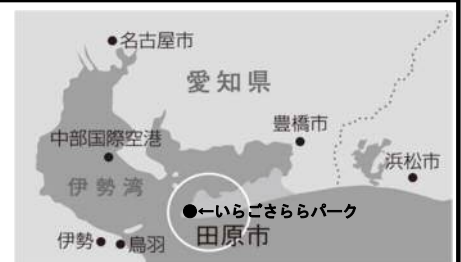 名古屋市
愛知県
豊橋市
中部国際空港
浜松市
伊勢湾
←いらごさららパーク
田原市
伊勢
鳥羽